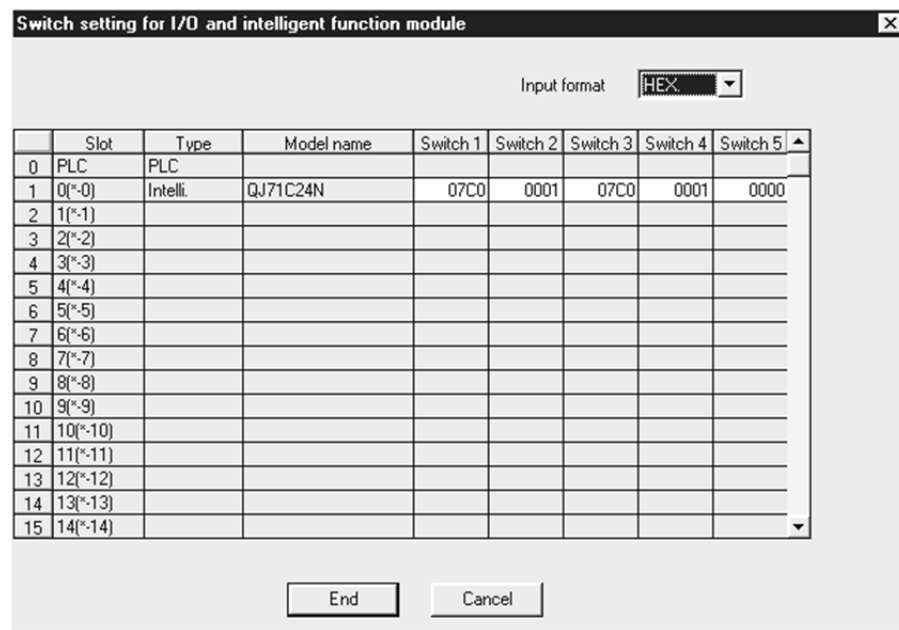 Switch setting for I/O and intelligent function module
Input format HEX.
Slot Type Model name Switch 1 Switch 2 Switch 3 Switch 4 Switch 5
0 PLC PLC
1 0(*-0) Intelli. QJ71C24N 07C0 0001 07C0 0001 0000
2 1(*-1)
3 2(*-2)
4 3(*-3)
5 4(*-4)
6 5(*-5)
7 6(*-6)
8 7(*-7)
9 8(*-8)
10 9(*-9)
11 10(*-10)
12 11(*-11)
13 12(*-12)
14 13(*-13)
15 14(*-14)
End Cancel